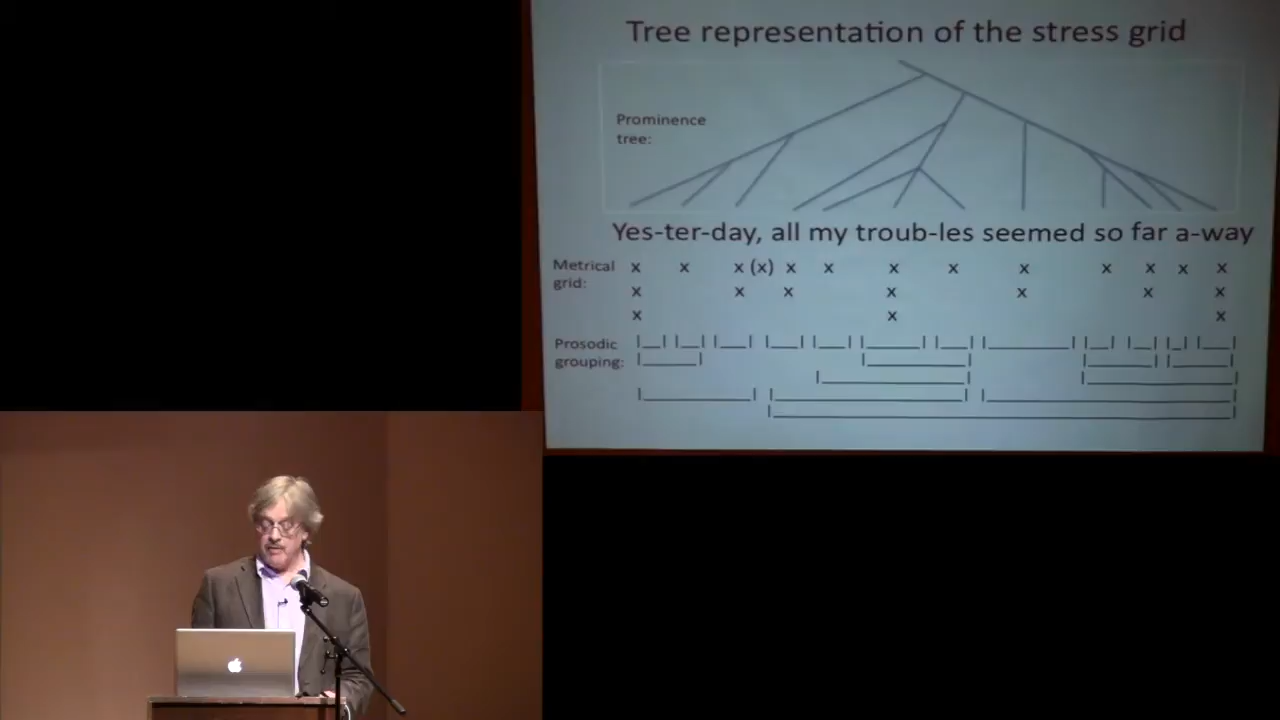 Tree representation of the stress grid
Prominence
tree:
Yes-ter-day, all my troub-les seemed so far a-way
Metrical
grid:
x x x (x) x x x x x x x x x
x x x x x x x
x x x
Prosodic
grouping: